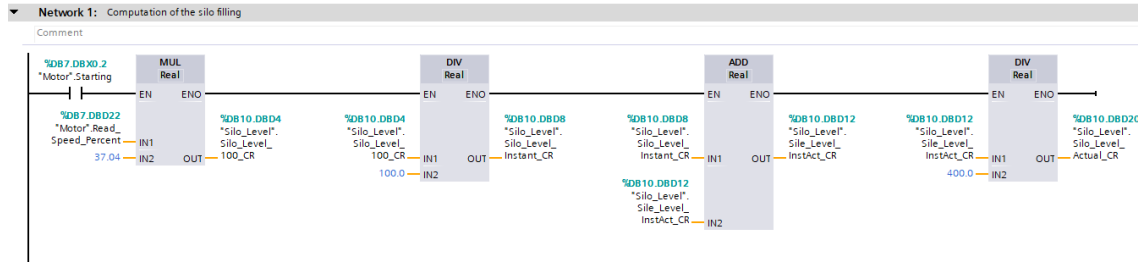 Network 1: Computation of the silo filling
Comment
%DB7.DBX0.2
"Motor".Starting
MUL
Real
EN ENO
%DB7.DBD22
"Motor".Read_
Speed_Percent
IN1
37.04
IN2
OUT
%DB10.DBD4
"Silo_Level".
Silo_Level_
100_CR
DIV
Real
EN ENO
%DB10.DBD4
"Silo_Level".
Silo_Level_
100_CR
IN1
100.0
IN2
OUT
%DB10.DBD8
"Silo_Level".
Silo_Level_
Instant_CR
ADD
Real
EN ENO
%DB10.DBD8
"Silo_Level".
Silo_Level_
Instant_CR
IN1
%DB10.DBD12
"Silo_Level".
Sile_Level_
InstAct_CR
IN2
OUT
%DB10.DBD12
"Silo_Level".
Sile_Level_
InstAct_CR
DIV
Real
EN ENO
%DB10.DBD12
"Silo_Level".
Sile_Level_
InstAct_CR
IN1
400.0
IN2
OUT
%DB10.DBD20
"Silo_Level".
Silo_Level_
Actual_CR